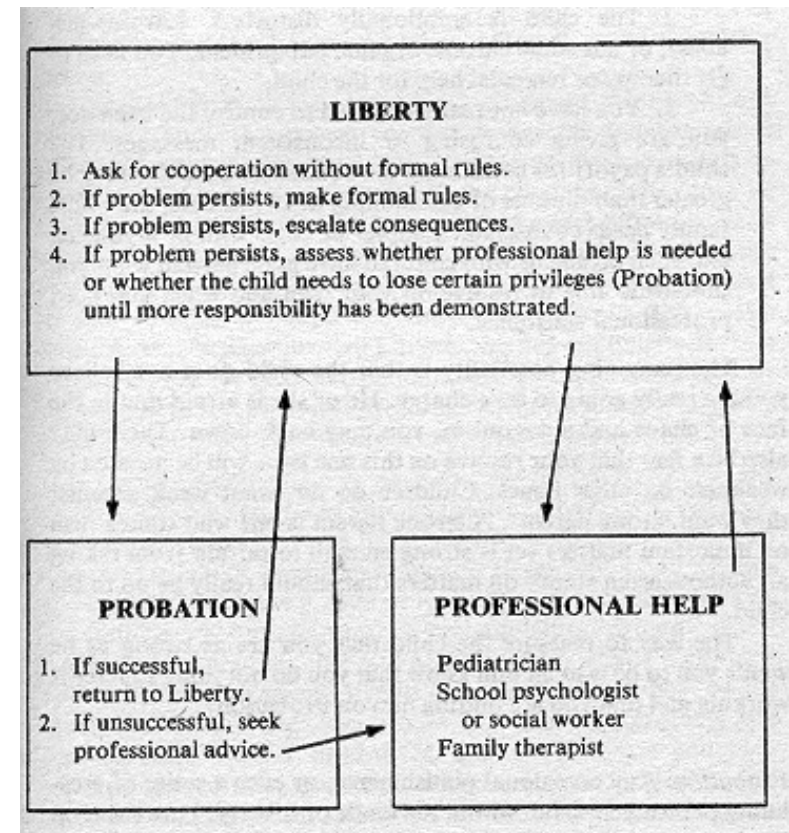 LIBERTY
1. Ask for cooperation without formal rules.
2. If problem persists, make formal rules.
3. If problem persists, escalate consequences.
4. If problem persists, assess whether professional help is needed
or whether the child needs to lose certain privileges (Probation)
until more responsibility has been demonstrated.
PROBATION
1. If successful,
return to Liberty.
2. If unsuccessful, seek
professional advice.
PROFESSIONAL HELP
Pediatrician
School psychologist
or social worker
Family therapist